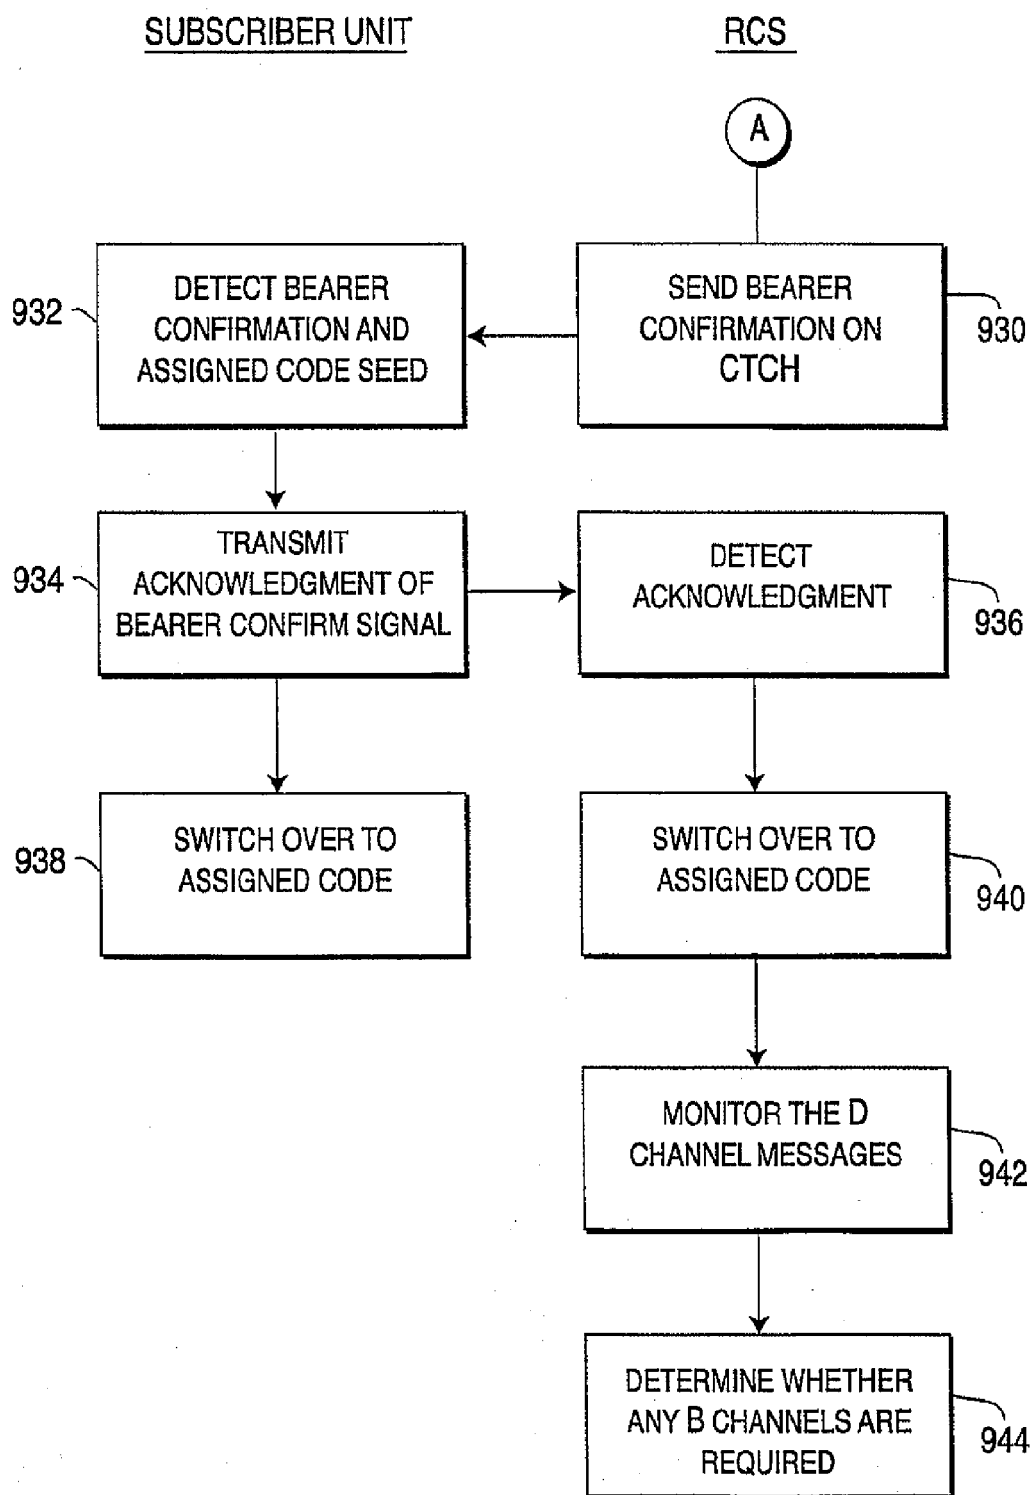 SUBSCRIBER UNIT
RCS
A
932
DETECT BEARER
CONFIRMATION AND
ASSIGNED CODE SEED
SEND BEARER
CONFIRMATION ON
CTCH
930
934
TRANSMIT
ACKNOWLEDGMENT OF
BEARER CONFIRM SIGNAL
DETECT
ACKNOWLEDGMENT
936
938
SWITCH OVER TO
ASSIGNED CODE
SWITCH OVER TO
ASSIGNED CODE
940
MONITOR THE D
CHANNEL MESSAGES
942
DETERMINE WHETHER
ANY B CHANNELS ARE
REQUIRED
944